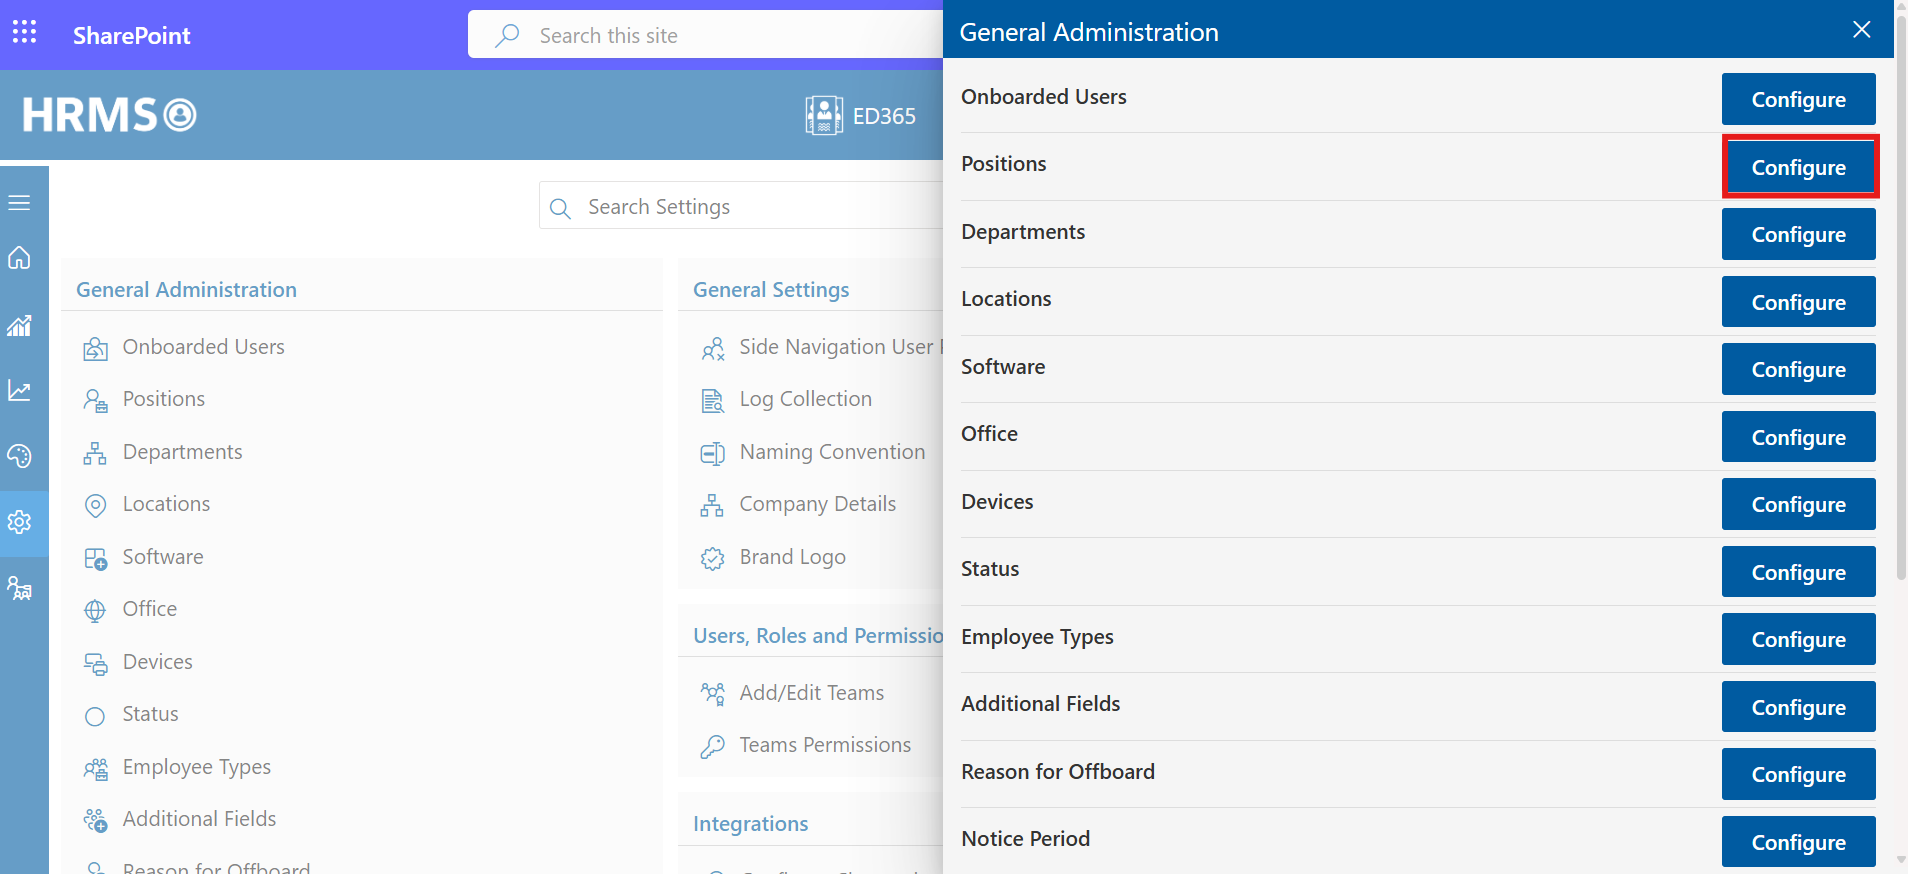 SharePoint
Search this site
HRMS
ED365
Search Settings
General Administration
Onboarded Users
Positions
Departments
Locations
Software
Office
Devices
Status
Employee Types
Additional Fields
Reason for Offboard
General Settings
Side Navigation User
Log Collection
Naming Convention
Company Details
Brand Logo
Users, Roles and Permissio
Add/Edit Teams
Teams Permissions
Integrations
General Administration
Onboarded Users Configure
Positions Configure
Departments Configure
Locations Configure
Software Configure
Office Configure
Devices Configure
Status Configure
Employee Types Configure
Additional Fields Configure
Reason for Offboard Configure
Notice Period Configure